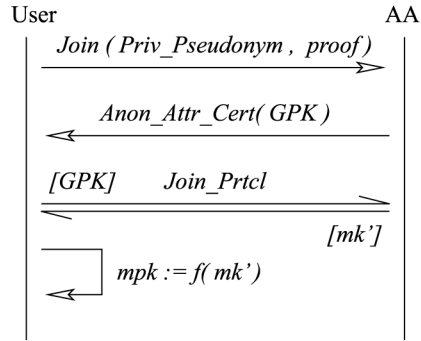 User AA
Join ( Priv_Pseudonym , proof )
Anon_Attr_Cert( GPK )
[GPK] Join_Prtcl
[mk']
mpk := f( mk' )